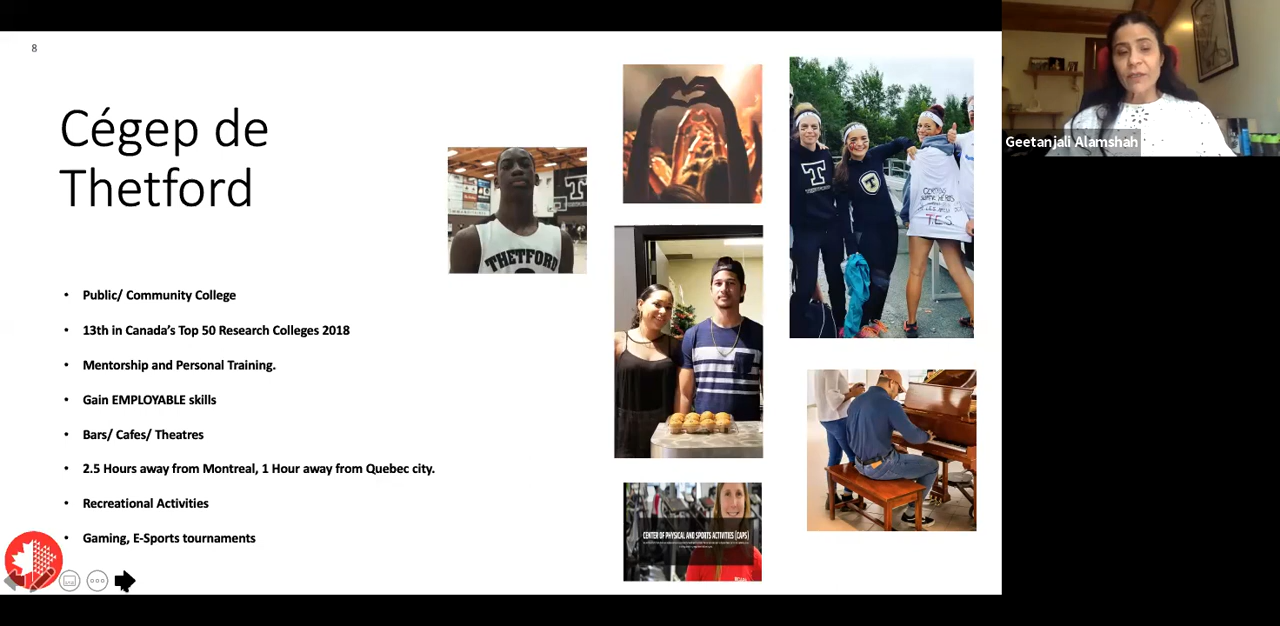 8
Cégep de
Thetford
• Public/ Community College
• 13th in Canada’s Top 50 Research Colleges 2018
• Mentorship and Personal Training.
• Gain EMPLOYABLE skills
• Bars/ Cafes/ Theatres
• 2.5 Hours away from Montreal, 1 Hour away from Quebec city.
• Recreational Activities
• Gaming, E-Sports tournaments
THETFORD
T
T
T
T.E.S.
CENTER OF PHYSICAL AND SPORTS ACTIVITIES (CAPS)
Geetanjali Alamshah